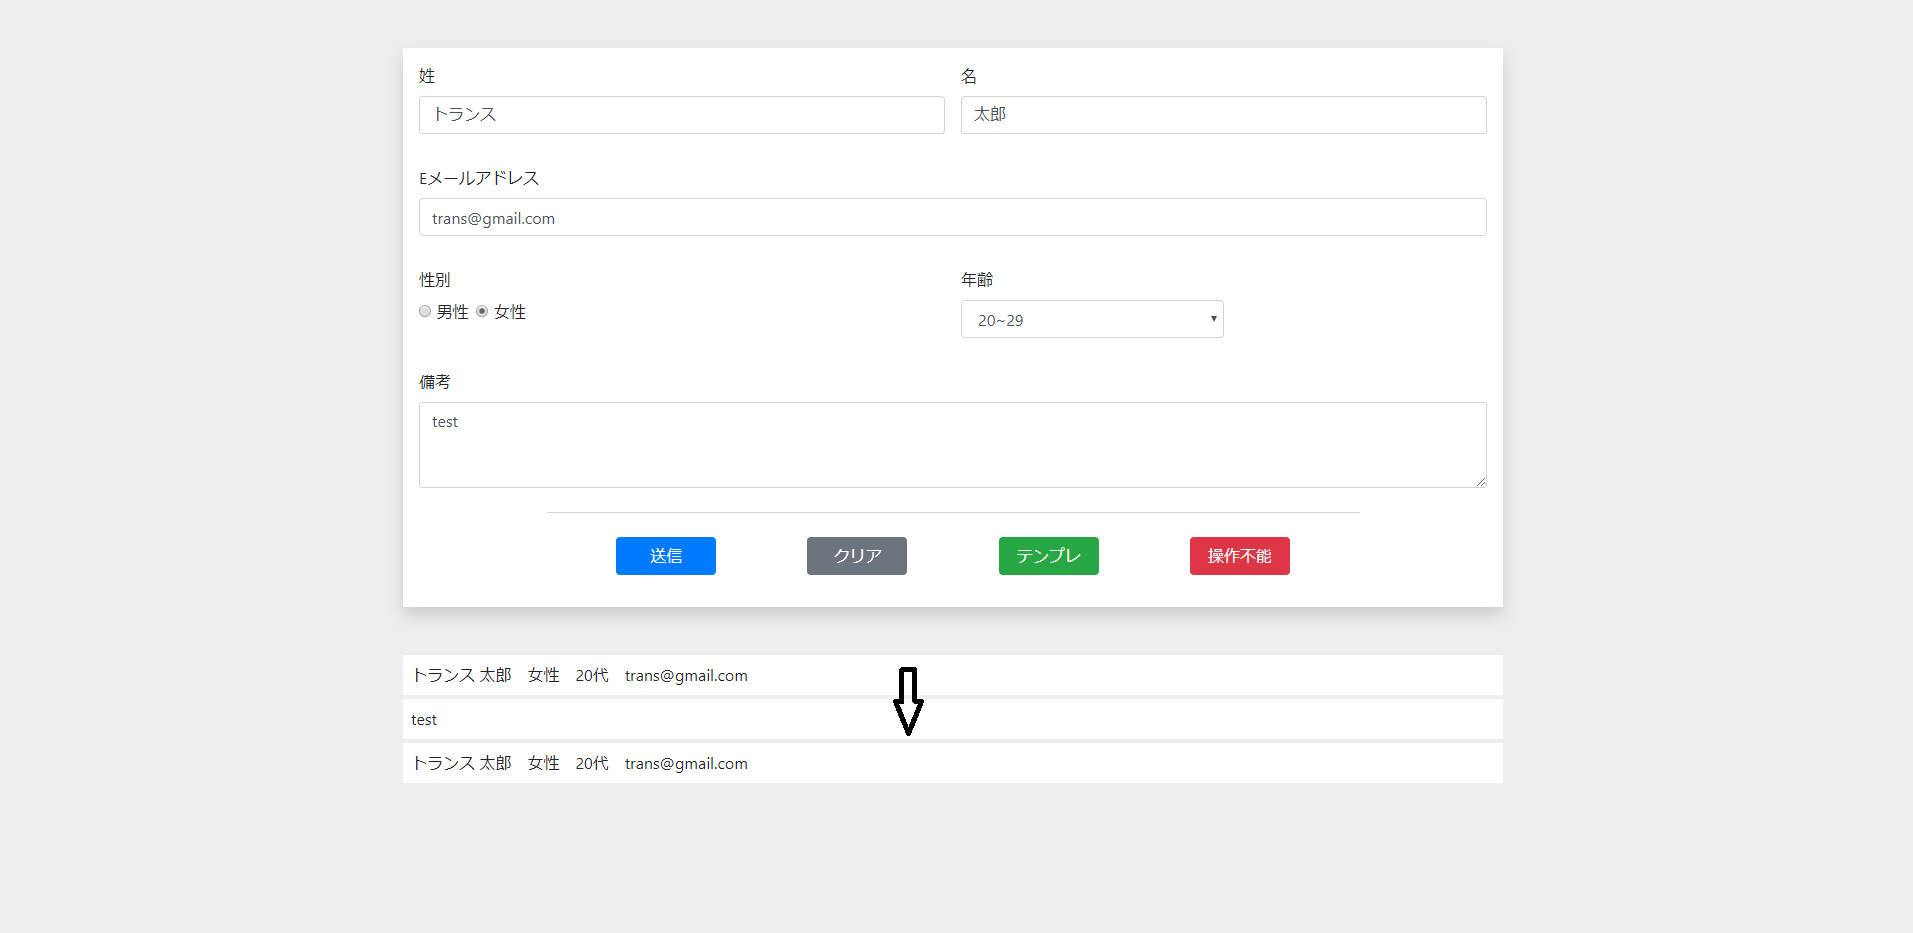 姓 名
トランス 太郎
Eメールアドレス
trans@gmail.com
性別 年齢
男性 女性 20~29
備考
test
送信 クリア テンプレ 操作不能
トランス 太郎　女性　20代　trans@gmail.com
test
トランス 太郎　女性　20代　trans@gmail.com